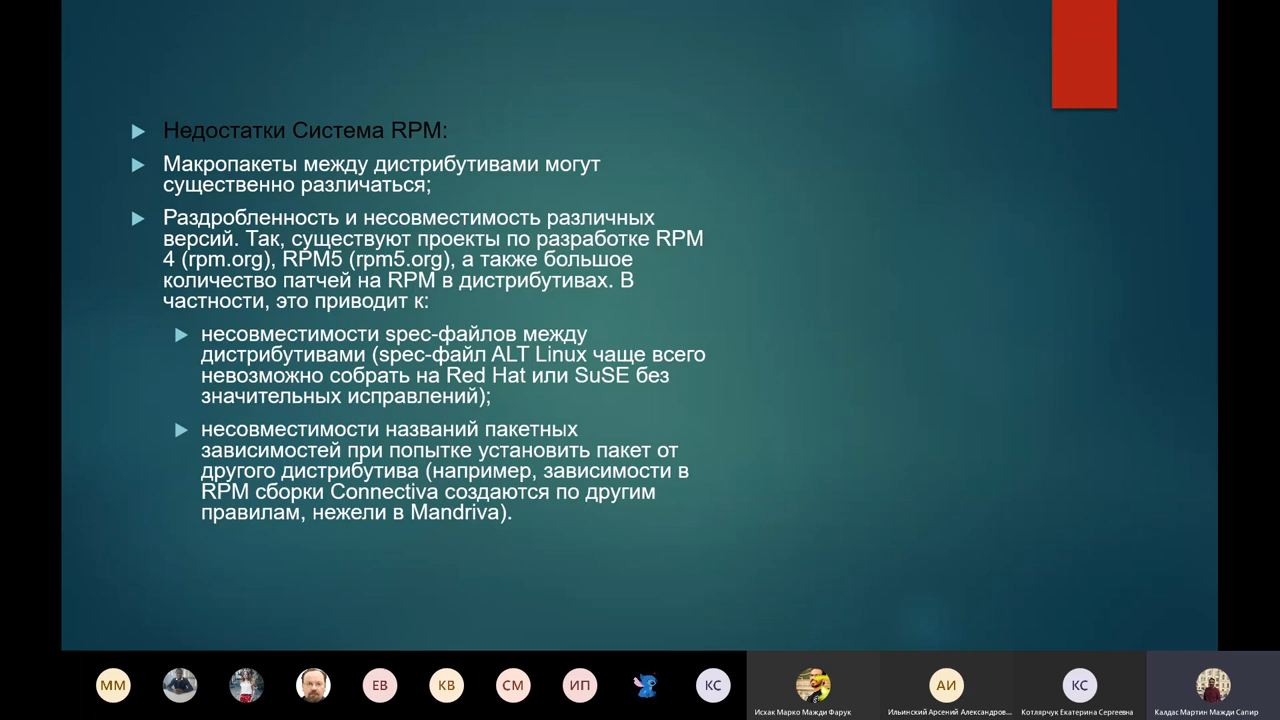 Недостатки Система RPM:
Макропакеты между дистрибутивами могут
существенно различаться;
Раздробленность и несовместимость различных
версий. Так, существуют проекты по разработке RPM
4 (rpm.org), RPM5 (rpm5.org), а также большое
количество патчей на RPM в дистрибутивах. В
частности, это приводит к:
несовместимости spec-файлов между
дистрибутивами (spec-файл ALT Linux чаще всего
невозможно собрать на Red Hat или SuSE без
значительных исправлений);
несовместимости названий пакетных
зависимостей при попытке установить пакет от
другого дистрибутива (например, зависимости в
RPM сборки Connectiva создаются по другим
правилам, нежели в Mandriva).
ММ
ЕВ
КВ
СМ
ИП
КС
АИ
КС
Исхак Марко Мажди Фарук
Ильинский Арсений Александров...
Котлярчук Екатерина Сергеевна
Калдас Мартин Мажди Сапир